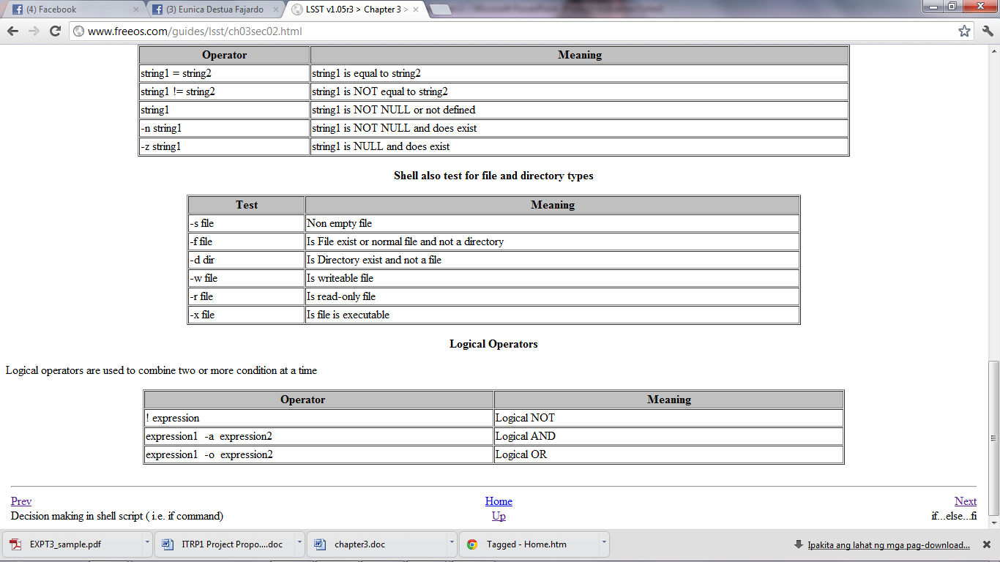 (4) Facebook
(3) Eunica Destua Fajardo
LSST v1.05r3 > Chapter 3 >
www.freeos.com/guides/lsst/ch03sec02.html
Operator Meaning
string1 = string2 string1 is equal to string2
string1 != string2 string1 is NOT equal to string2
string1 string1 is NOT NULL or not defined
-n string1 string1 is NOT NULL and does exist
-z string1 string1 is NULL and does exist
Shell also test for file and directory types
Test Meaning
-s file Non empty file
-f file Is File exist or normal file and not a directory
-d dir Is Directory exist and not a file
-w file Is writeable file
-r file Is read-only file
-x file Is file is executable
Logical Operators
Logical operators are used to combine two or more condition at a time
Operator Meaning
! expression Logical NOT
expression1 -a expression2 Logical AND
expression1 -o expression2 Logical OR
Prev Home Next
Decision making in shell script ( i.e. if command) Up if...else...fi
EXPT3_sample.pdf
ITRP1 Project Propo....doc
chapter3.doc
Tagged - Home.htm
Ipakita ang lahat ng mga pag-download...